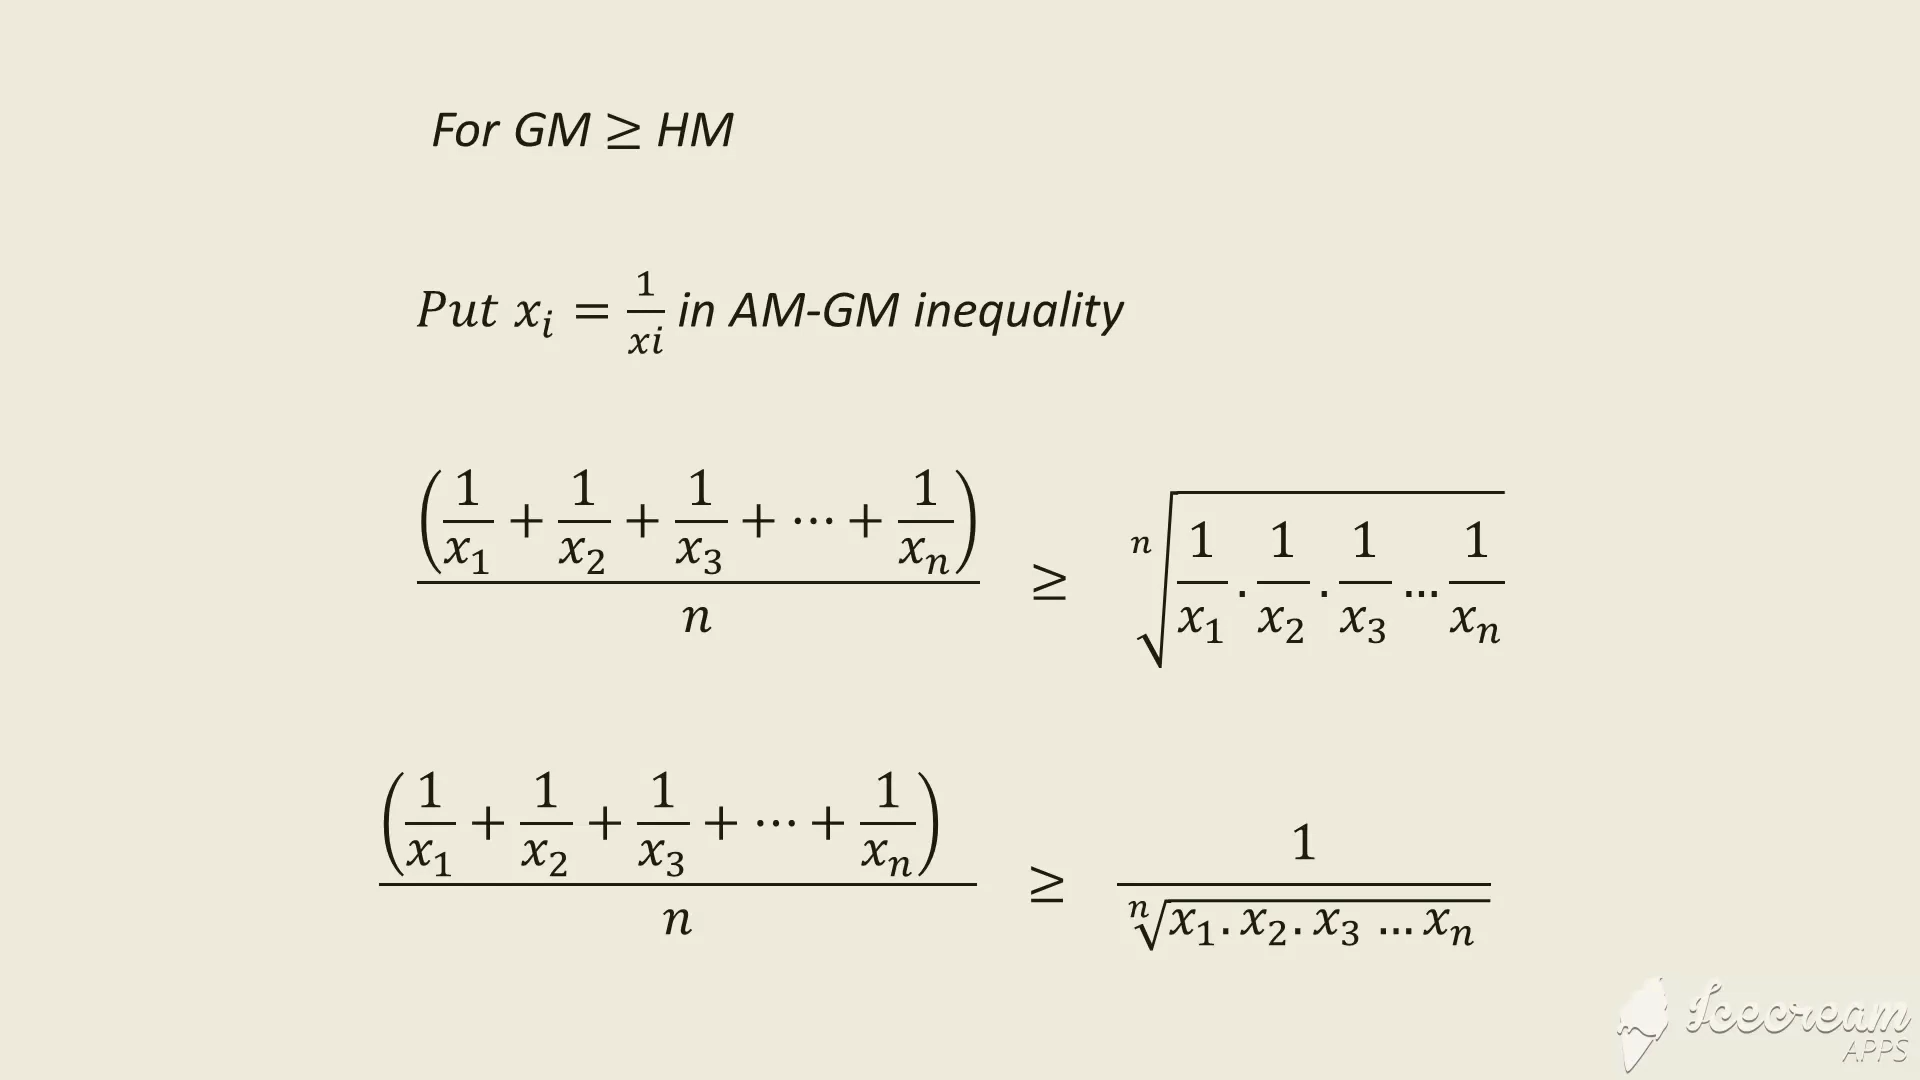 For GM ≥ HM
Put x_i = 1/xi in AM-GM inequality
(1/x_1 + 1/x_2 + 1/x_3 + ⋯ + 1/x_n)/n ≥ ⁿ√(1/x_1 . 1/x_2 . 1/x_3 … 1/x_n)
(1/x_1 + 1/x_2 + 1/x_3 + ⋯ + 1/x_n)/n ≥ 1/ⁿ√(x_1 . x_2 . x_3 … x_n)
Icecream
APPS